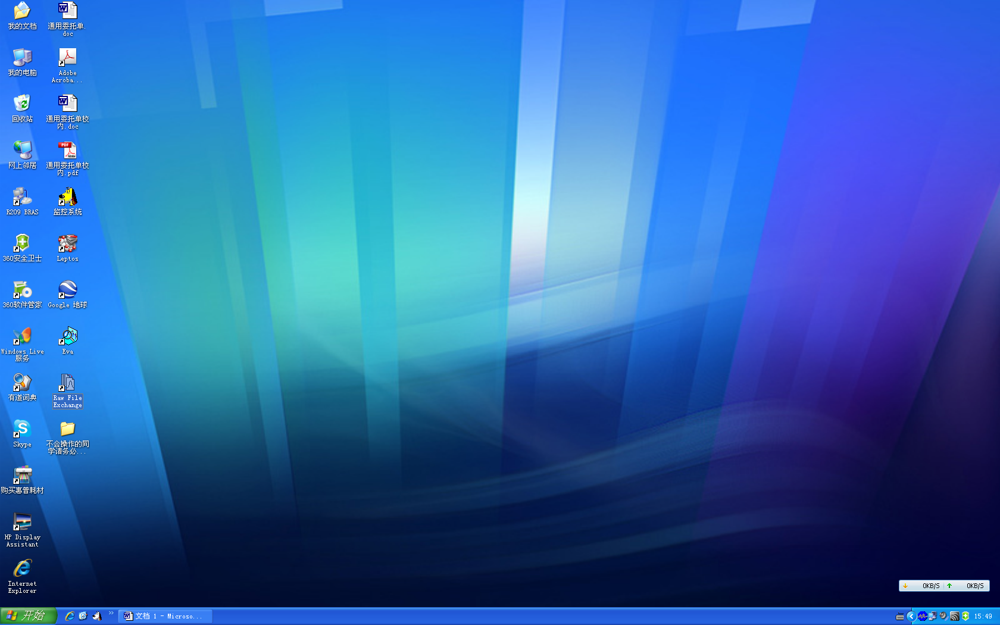 我的文档
我的电脑
回收站
网上邻居
R209 BRAS
360安全卫士
360软件管家
Windows Live
服务
有道词典
Skype
购买惠普耗材
HP Display
Assistant
Internet
Explorer
通用委托单.
doc
Adobe
Acroba...
通用委托单校
内.doc
PDF
Adobe
通用委托单校
内.pdf
监控系统
Leptos
Google 地球
Eva
Raw File
Exchange
不会操作的同
学请务必...
0KB/S
0KB/S
开始
文档 1 - Microso...
15:49